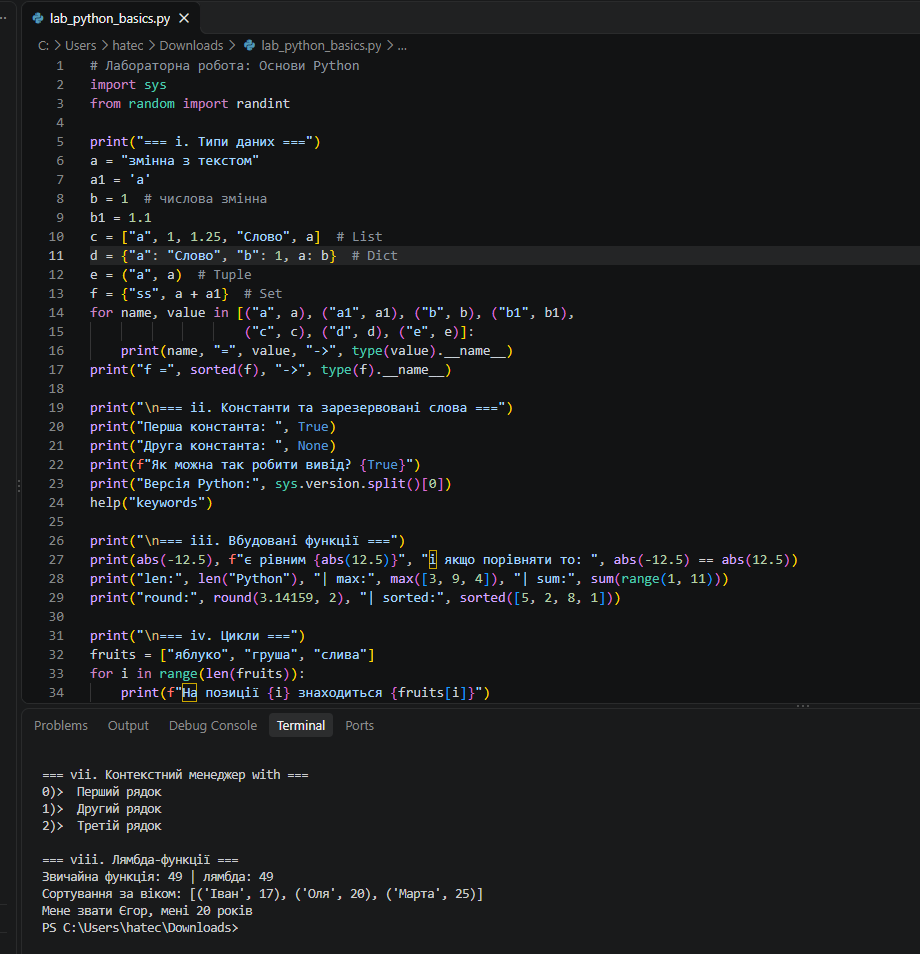 lab_python_basics.py
C: > Users > hatec > Downloads > lab_python_basics.py > ...
1 # Лабораторна робота: Основи Python
2 import sys
3 from random import randint
4
5 print("=== i. Типи даних ===")
6 a = "змінна з текстом"
7 a1 = 'a'
8 b = 1  # числова змінна
9 b1 = 1.1
10 c = ["a", 1, 1.25, "Слово", a]  # List
11 d = {"a": "Слово", "b": 1, a: b}  # Dict
12 e = ("a", a)  # Tuple
13 f = {"ss", a + a1}  # Set
14 for name, value in [("a", a), ("a1", a1), ("b", b), ("b1", b1),
15                     ("c", c), ("d", d), ("e", e)]:
16     print(name, "=", value, "->", type(value).__name__)
17 print("f =", sorted(f), "->", type(f).__name__)
18
19 print("\n=== ii. Константи та зарезервовані слова ===")
20 print("Перша константа: ", True)
21 print("Друга константа: ", None)
22 print(f"Як можна так робити вивід? {True}")
23 print("Версія Python:", sys.version.split()[0])
24 help("keywords")
25
26 print("\n=== iii. Вбудовані функції ===")
27 print(abs(-12.5), f"є рівним {abs(12.5)}", "і якщо порівняти то: ", abs(-12.5) == abs(12.5))
28 print("len:", len("Python"), "| max:", max([3, 9, 4]), "| sum:", sum(range(1, 11)))
29 print("round:", round(3.14159, 2), "| sorted:", sorted([5, 2, 8, 1]))
30
31 print("\n=== iv. Цикли ===")
32 fruits = ["яблуко", "груша", "слива"]
33 for i in range(len(fruits)):
34     print(f"На позиції {i} знаходиться {fruits[i]}")
Problems Output Debug Console Terminal Ports
=== vii. Контекстний менеджер with ===
0)>  Перший рядок
1)>  Другий рядок
2)>  Третій рядок
=== viii. Лямбда-функції ===
Звичайна функція: 49 | лямбда: 49
Сортування за віком: [('Іван', 17), ('Оля', 20), ('Марта', 25)]
Мене звати Єгор, мені 20 років
PS C:\Users\hatec\Downloads>